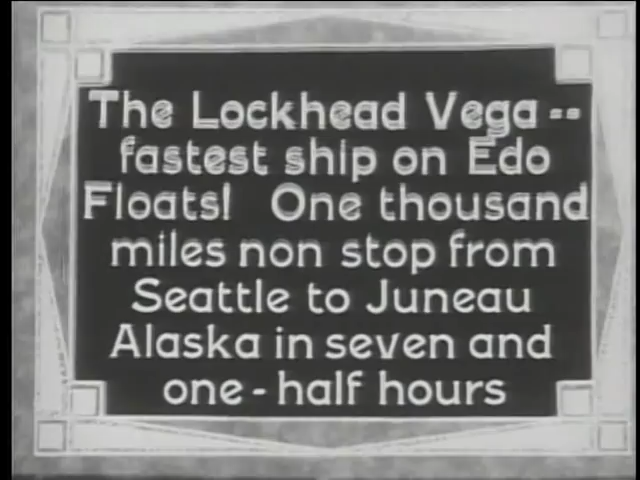 The Lockhead Vega --
fastest ship on Edo
Floats! One thousand
miles non stop from
Seattle to Juneau
Alaska in seven and
one-half hours